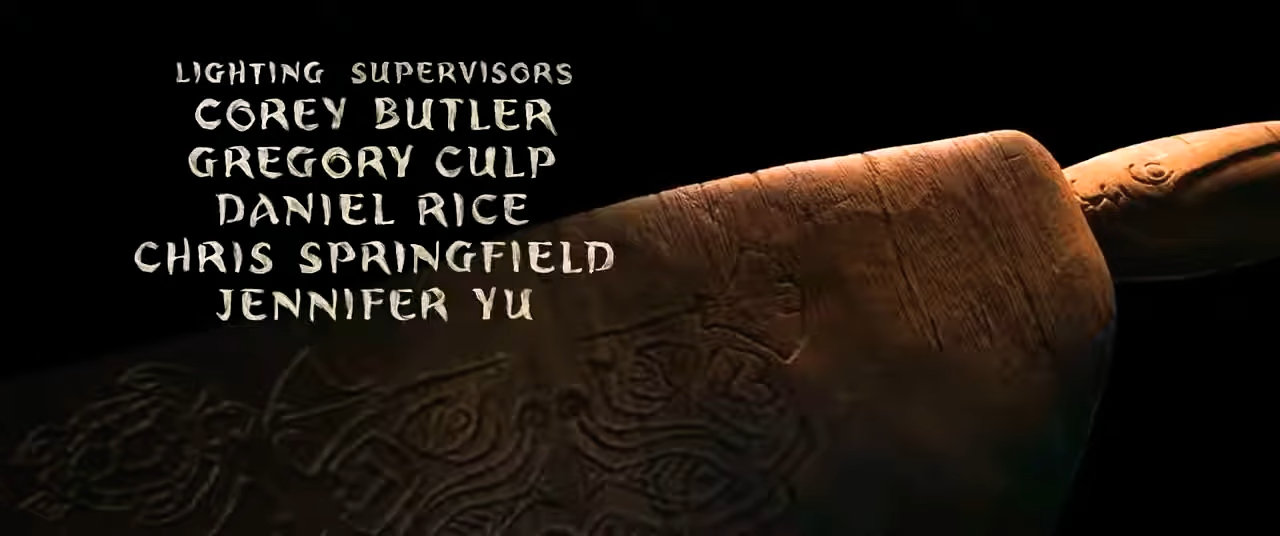 LIGHTING SUPERVISORS
COREY BUTLER
GREGORY CULP
DANIEL RICE
CHRIS SPRINGFIELD
JENNIFER YU